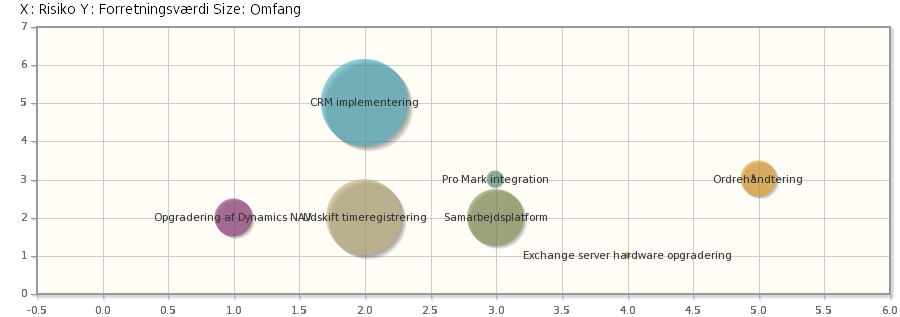 X: Risiko Y: Forretningsværdi Size: Omfang
7
6
5
4
3
2
1
0
CRM implementering
Pro Mark integration
Ordrehåndtering
Opgradering af Dynamics NAV
Udskift timeregistrering
Samarbejdsplatform
Exchange server hardware opgradering
-0.5 0.0 0.5 1.0 1.5 2.0 2.5 3.0 3.5 4.0 4.5 5.0 5.5 6.0